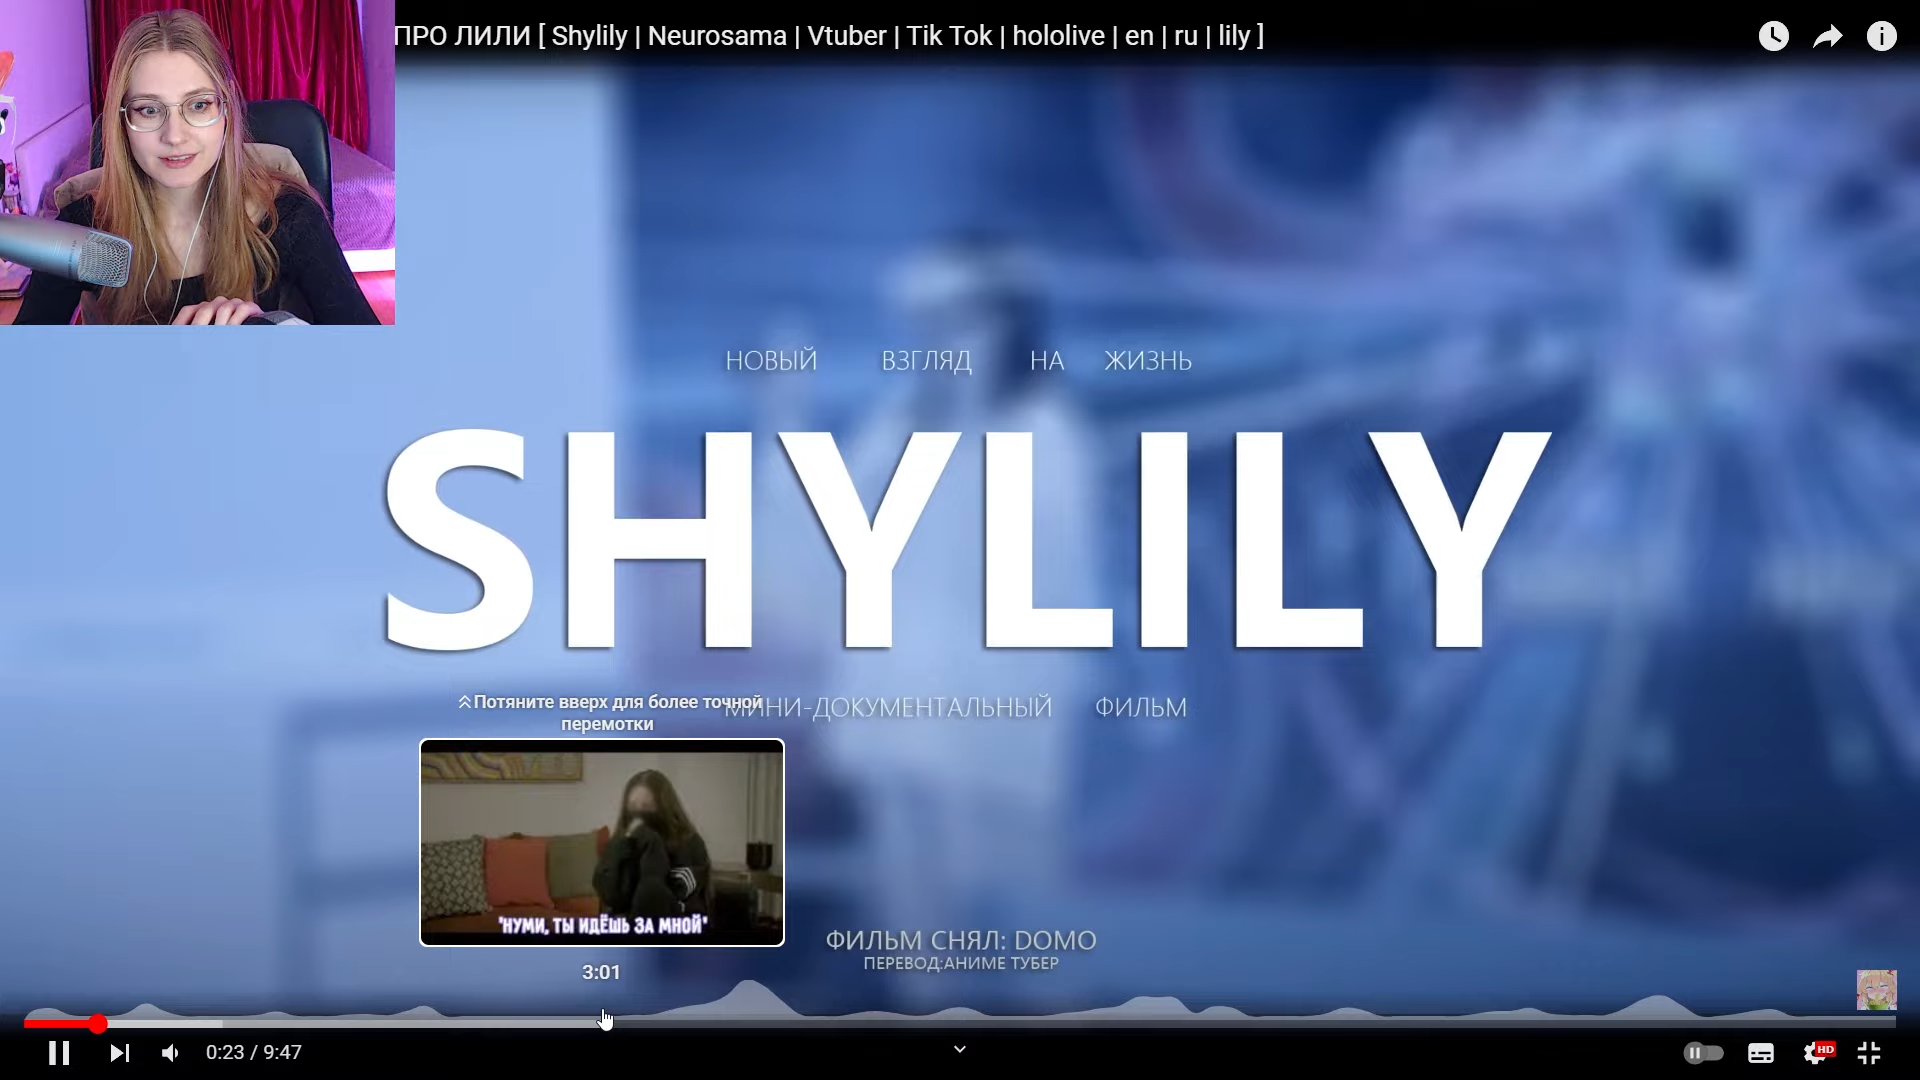 ПРО ЛИЛИ [ Shylily | Neurosama | Vtuber | Tik Tok | hololive | en | ru | lily ]
НОВЫЙ ВЗГЛЯД НА ЖИЗНЬ
SHYLILY
Потяните вверх для более точной
перемотки
МИНИ-ДОКУМЕНТАЛЬНЫЙ ФИЛЬМ
"НУМИ, ТЫ ИДЁШЬ ЗА МНОЙ"
ФИЛЬМ СНЯЛ: DOMO
ПЕРЕВОД:АНИМЕ ТУБЕР
3:01
0:23 / 9:47
HD